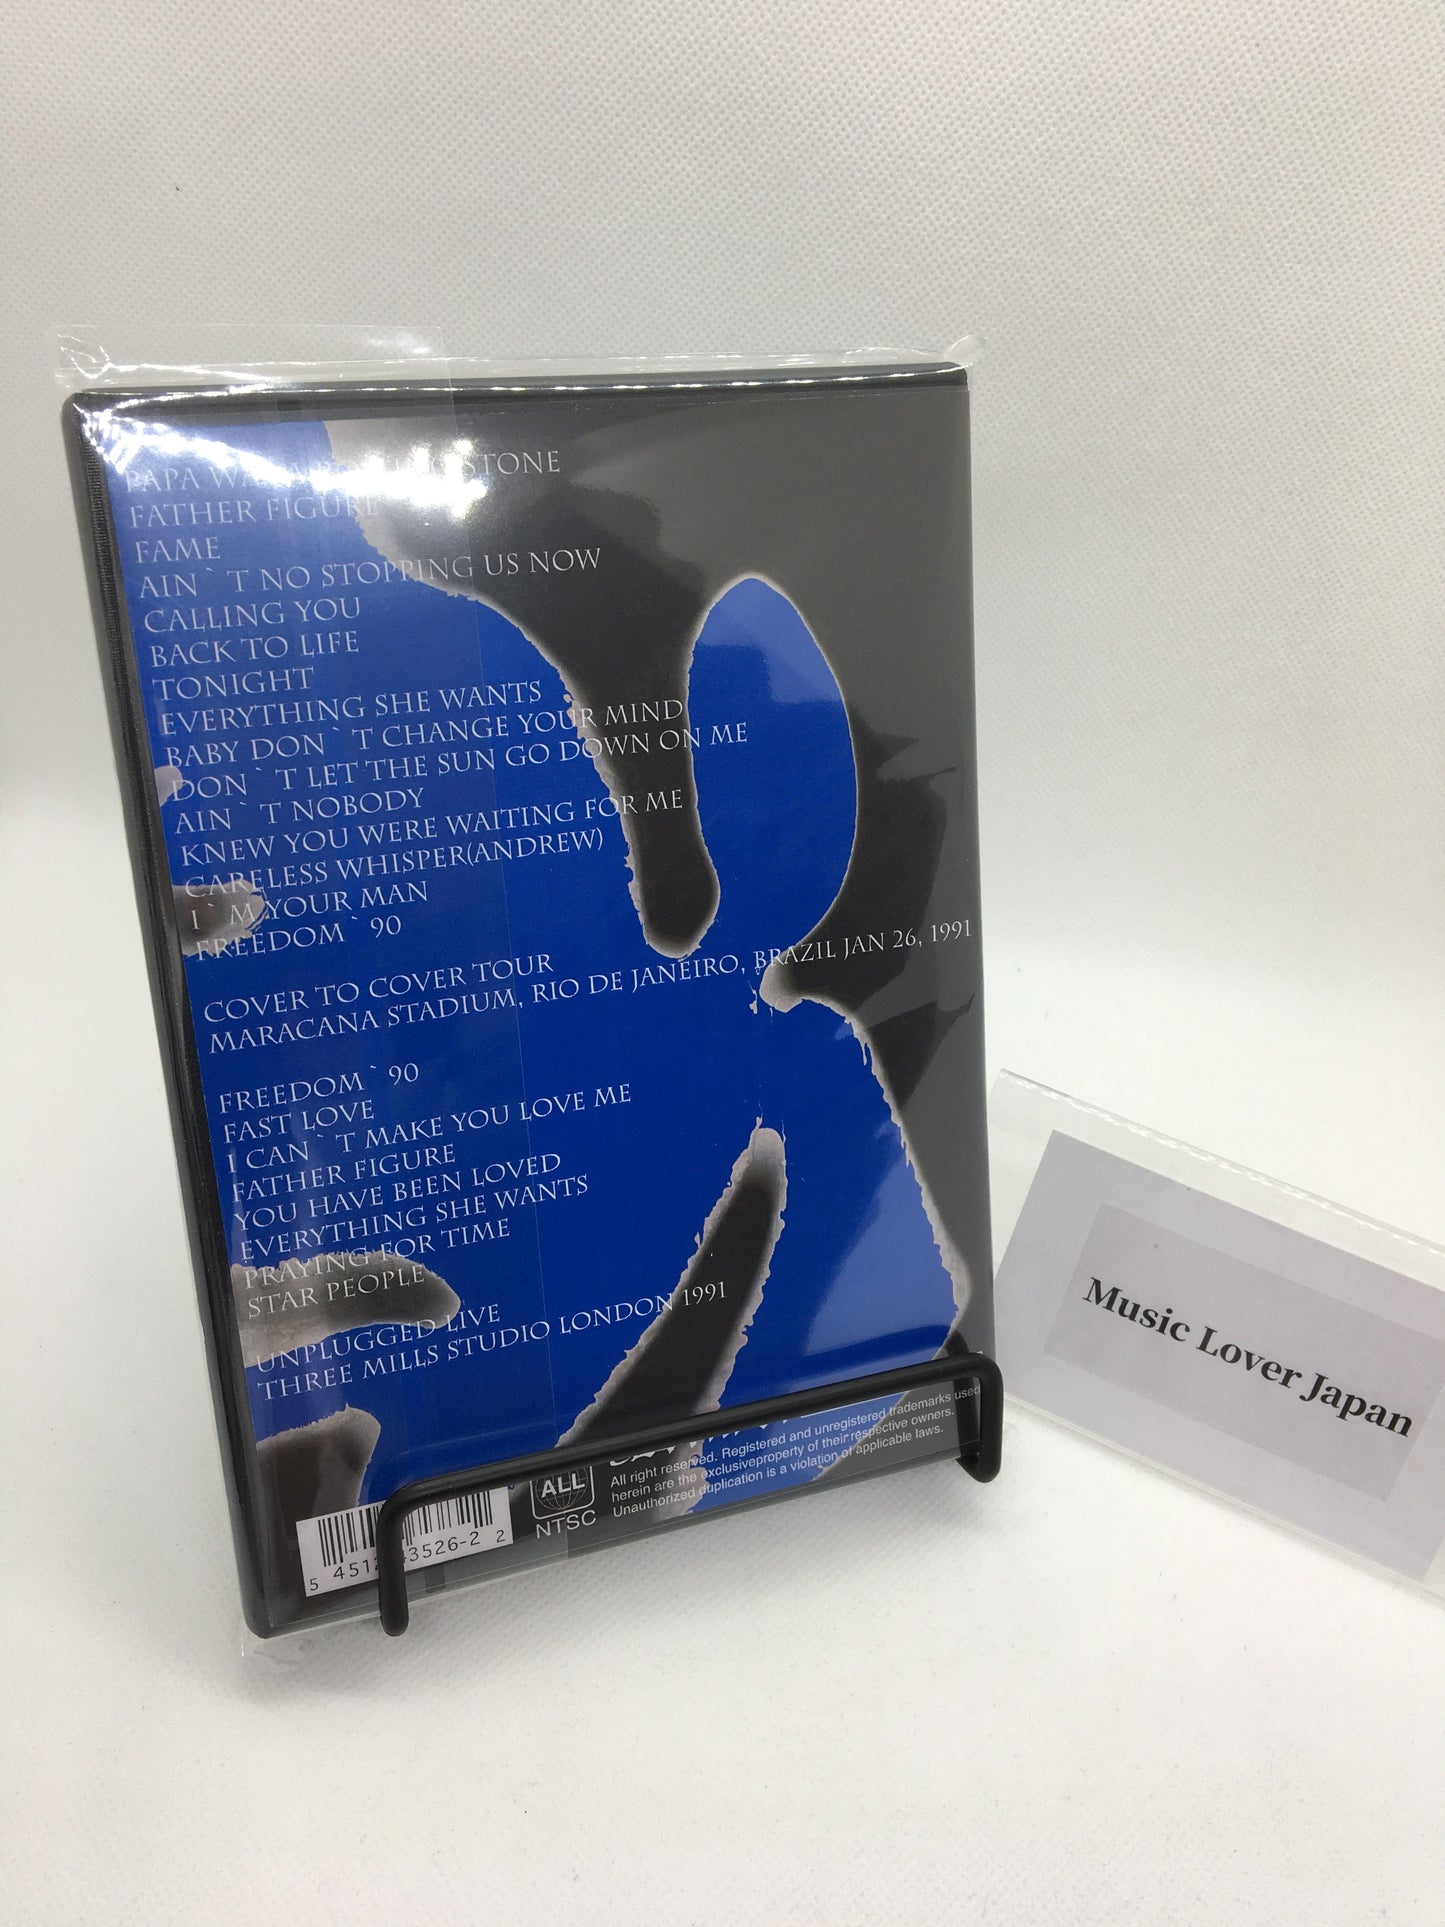 PAPA WAS A ROLLING STONE
FATHER FIGURE
FAME
AIN`T NO STOPPING US NOW
CALLING YOU
BACK TO LIFE
TONIGHT
EVERYTHING SHE WANTS
BABY DON`T CHANGE YOUR MIND
DON`T LET THE SUN GO DOWN ON ME
AIN`T NOBODY
KNEW YOU WERE WAITING FOR ME
CARELESS WHISPER(ANDREW)
I`M YOUR MAN
FREEDOM`90
COVER TO COVER TOUR
MARACANA STADIUM, RIO DE JANEIRO, BRAZIL JAN 26, 1991
FREEDOM`90
FAST LOVE
I CAN`T MAKE YOU LOVE ME
FATHER FIGURE
YOU HAVE BEEN LOVED
EVERYTHING SHE WANTS
PRAYING FOR TIME
STAR PEOPLE
UNPLUGGED LIVE
THREE MILLS STUDIO LONDON 1991
ALL
NTSC
All right reserved. Registered and unregistered trademarks used
herein are the exclusiveproperty of their respective owners.
Unauthorized duplication is a violation of applicable laws.
5 4512 43526-2 2
Music Lover Japan